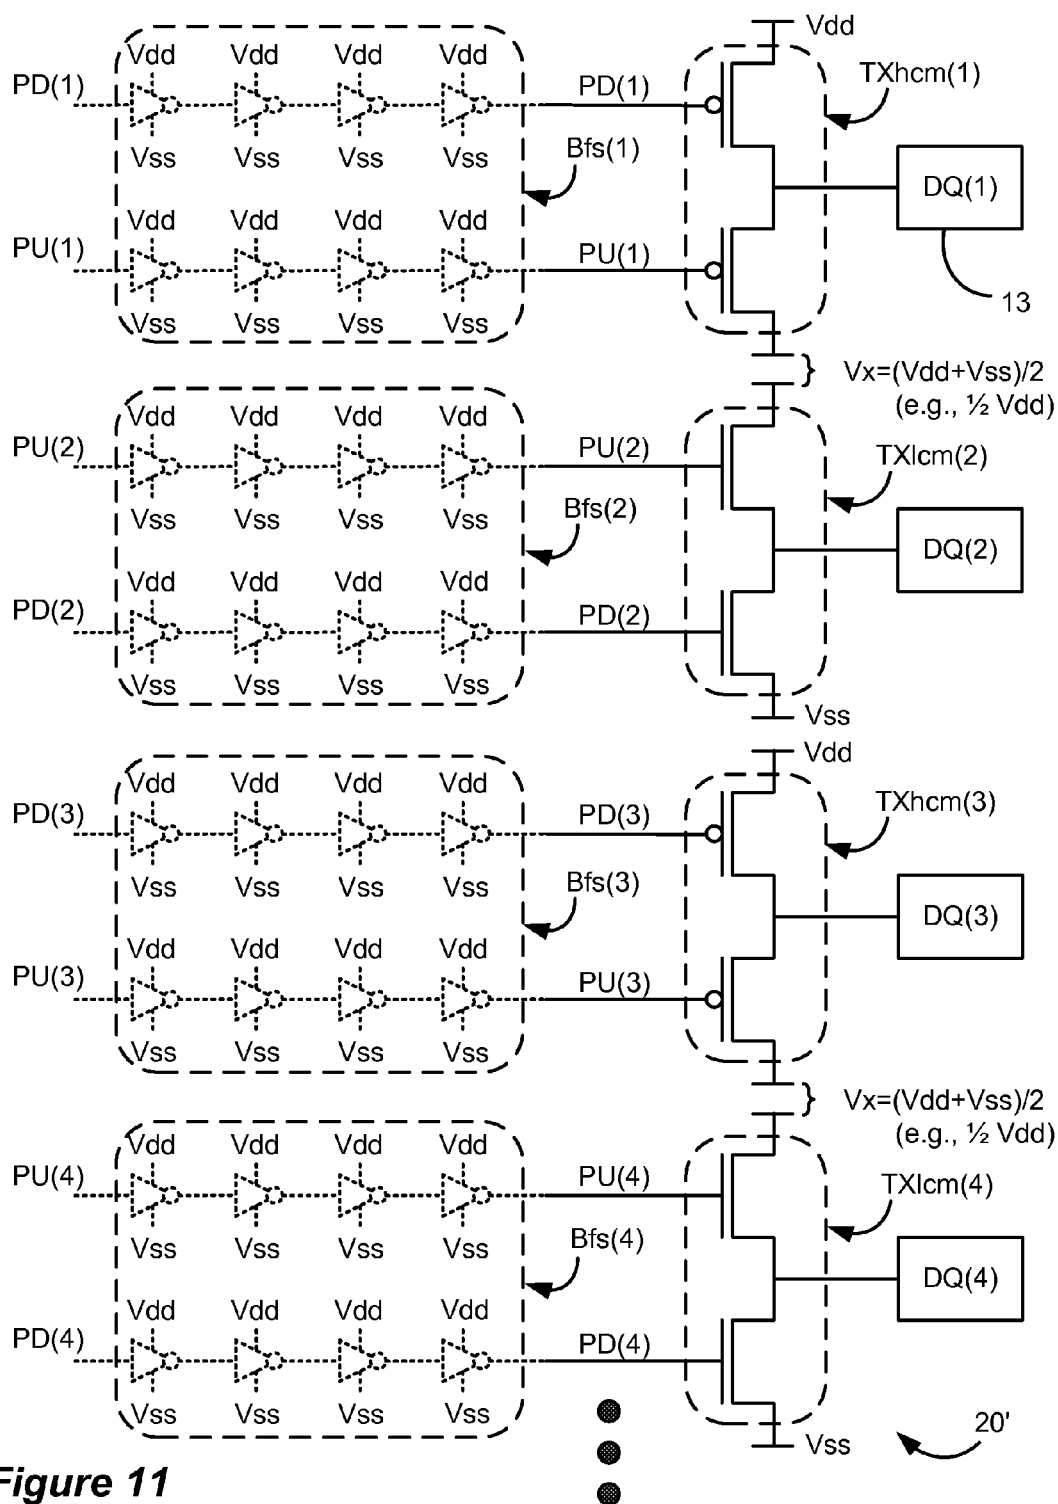 Vdd
Vdd Vdd Vdd Vdd
PD(1) PD(1) TXhcm(1)
Vss Vss Vss Vss
Bfs(1)
DQ(1)
Vdd Vdd Vdd Vdd
PU(1) PU(1)
13
Vss Vss Vss Vss
Vx=(Vdd+Vss)/2
(e.g., ½ Vdd)
Vdd Vdd Vdd Vdd
PU(2) PU(2) TXlcm(2)
Vss Vss Vss Vss
Bfs(2)
DQ(2)
Vdd Vdd Vdd Vdd
PD(2) PD(2)
Vss Vss Vss Vss
Vss
Vdd
Vdd Vdd Vdd Vdd
PD(3) PD(3) TXhcm(3)
Vss Vss Vss Vss
Bfs(3)
DQ(3)
Vdd Vdd Vdd Vdd
PU(3) PU(3)
Vss Vss Vss Vss
Vx=(Vdd+Vss)/2
(e.g., ½ Vdd)
Vdd Vdd Vdd Vdd
PU(4) PU(4) TXlcm(4)
Vss Vss Vss Vss
Bfs(4)
DQ(4)
Vdd Vdd Vdd Vdd
PD(4) PD(4)
Vss Vss Vss Vss
Vss
20'
Figure 11